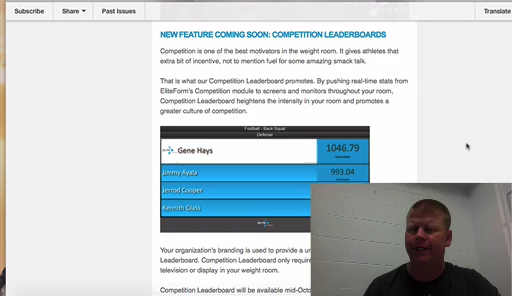 Subscribe Share Past Issues Translate
NEW FEATURE COMING SOON: COMPETITION LEADERBOARDS
Competition is one of the best motivators in the weight room. It gives athletes that
extra bit of incentive, not to mention fuel for some amazing smack talk.
That is what our Competition Leaderboard promotes. By pushing real-time stats from
EliteForm's Competition module to screens and monitors throughout your room,
Competition Leaderboard heightens the intensity in your room and promotes a
greater culture of competition.
Football - Back Squat
Defense
Gene Hays 1046.79
Jimmy Ayala 993.04
Jerrod Cooper
Kennith Glass
Your organization's branding is used to provide a
Leaderboard. Competition Leaderboard only
television or display in your weight room.
Competition Leaderboard will be available